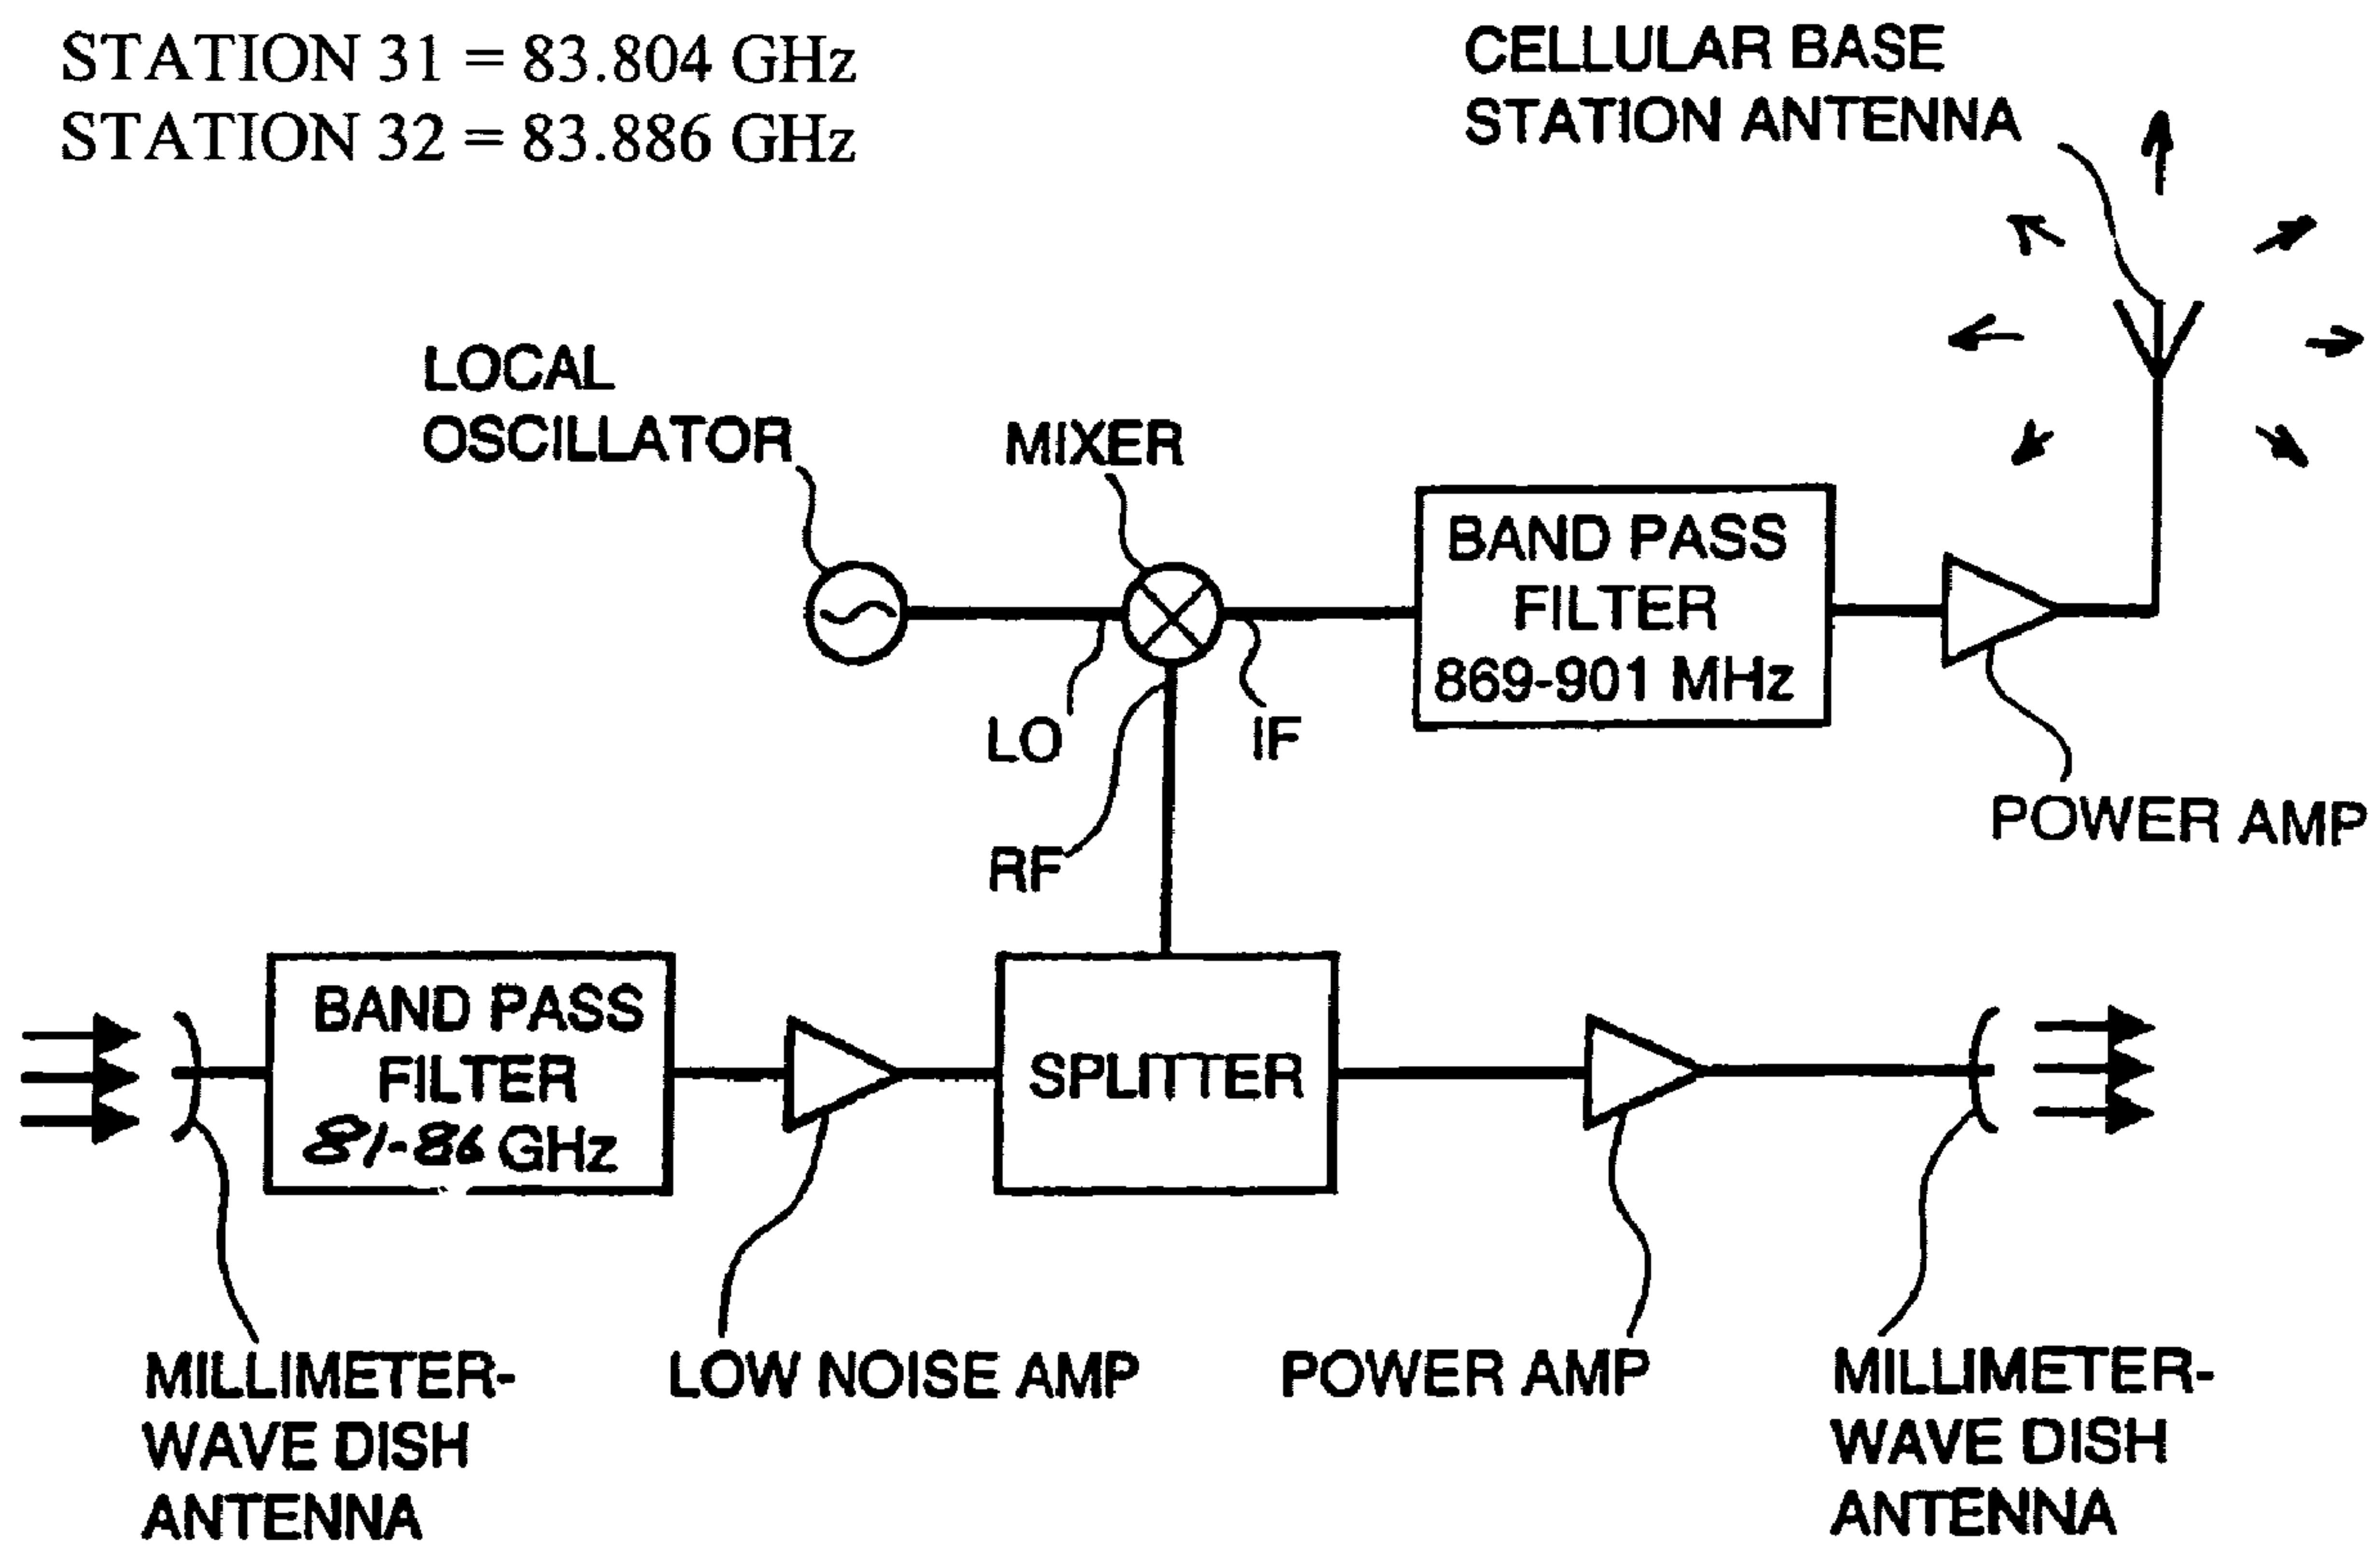 STATION 31 = 83.804 GHz
STATION 32 = 83.886 GHz
CELLULAR BASE
STATION ANTENNA
LOCAL
OSCILLATOR
MIXER
BAND PASS
FILTER
869-901 MHz
LO
IF
RF
POWER AMP
BAND PASS
FILTER
81-86 GHz
SPLITTER
MILLIMETER-
WAVE DISH
ANTENNA
LOW NOISE AMP
POWER AMP
MILLIMETER-
WAVE DISH
ANTENNA